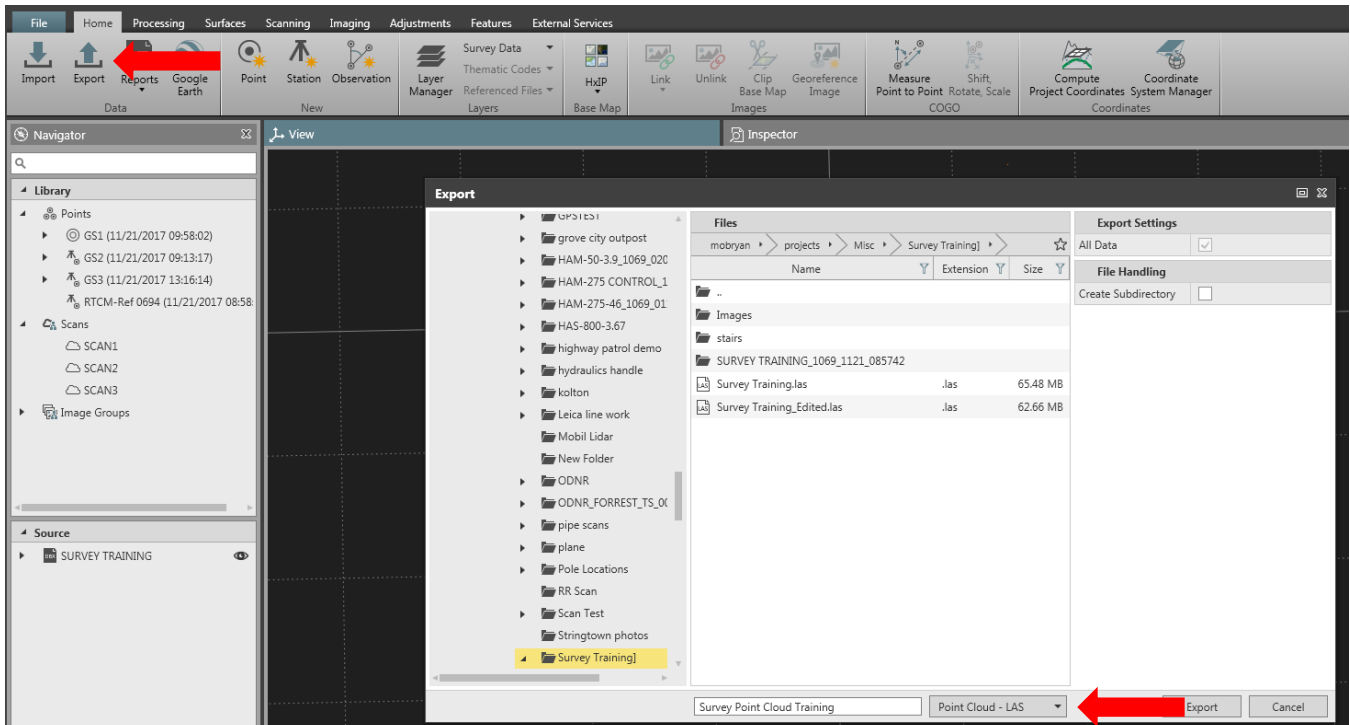 File Home Processing Surfaces Scanning Imaging Adjustments Features External Services
Import Export Reports Google Earth
Data
Point Station Observation
New
Layer Manager
Survey Data
Thematic Codes
Referenced Files
Layers
HxIP
Base Map
Link Unlink Clip Base Map Georeference Image
Images
Measure Point to Point Shift, Rotate, Scale
COGO
Compute Project Coordinates Coordinate System Manager
Coordinates
Navigator
View
Inspector
Library
Points
GS1 (11/21/2017 09:58:02)
GS2 (11/21/2017 09:13:17)
GS3 (11/21/2017 13:16:14)
RTCM-Ref 0694 (11/21/2017 08:58:
Scans
SCAN1
SCAN2
SCAN3
Image Groups
Source
SURVEY TRAINING
Export
GPSTEST
grove city outpost
HAM-50-3.9_1069_020
HAM-275 CONTROL_1
HAM-275-46_1069_01
HAS-800-3.67
highway patrol demo
hydraulics handle
kolton
Leica line work
Mobil Lidar
New Folder
ODNR
ODNR_FORREST_TS_00
pipe scans
plane
Pole Locations
RR Scan
Scan Test
Stringtown photos
Survey Training]
Files
mobryan projects Misc Survey Training]
Name Extension Size
..
Images
stairs
SURVEY TRAINING_1069_1121_085742
Survey Training.las .las 65.48 MB
Survey Training_Edited.las .las 62.66 MB
Export Settings
All Data
File Handling
Create Subdirectory
Survey Point Cloud Training Point Cloud - LAS Export Cancel